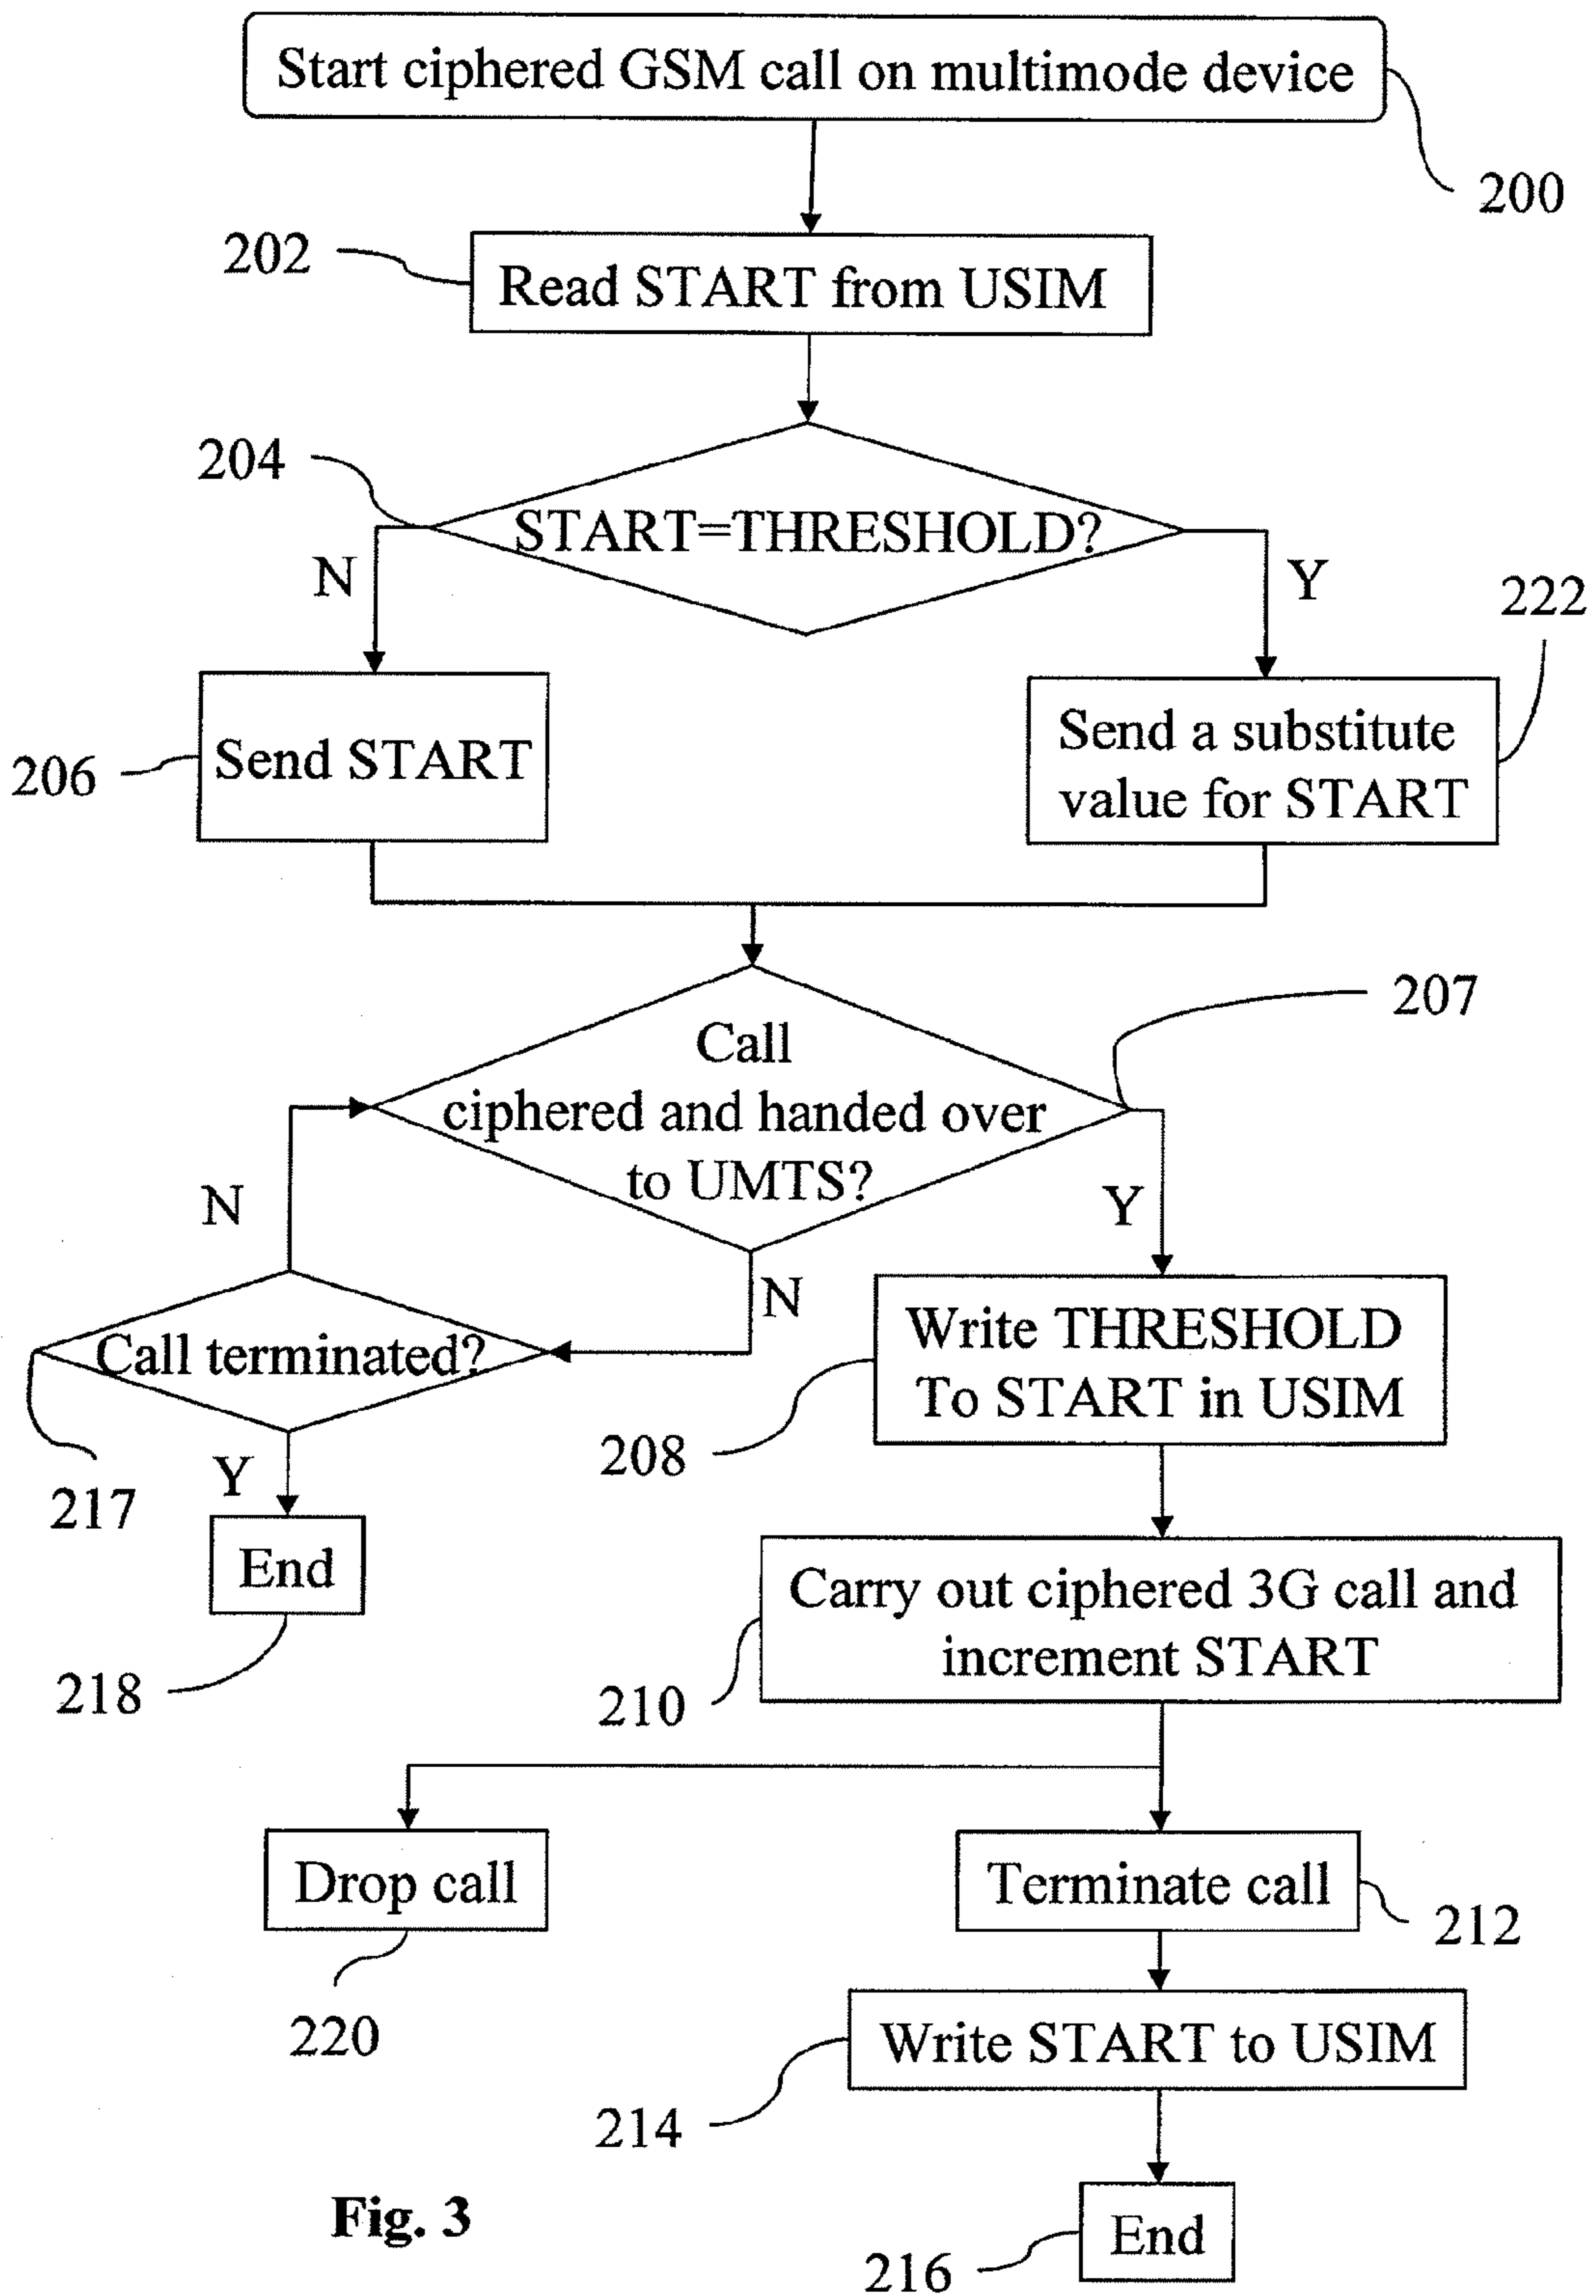 Start ciphered GSM call on multimode device
200
202
Read START from USIM
204
START=THRESHOLD?
N
Y
222
206
Send START
Send a substitute
value for START
207
Call
ciphered and handed over
to UMTS?
N
Y
N
Call terminated?
Write THRESHOLD
To START in USIM
208
217
Y
End
218
Carry out ciphered 3G call and
increment START
210
Drop call
220
Terminate call
212
Write START to USIM
214
End
216
Fig. 3